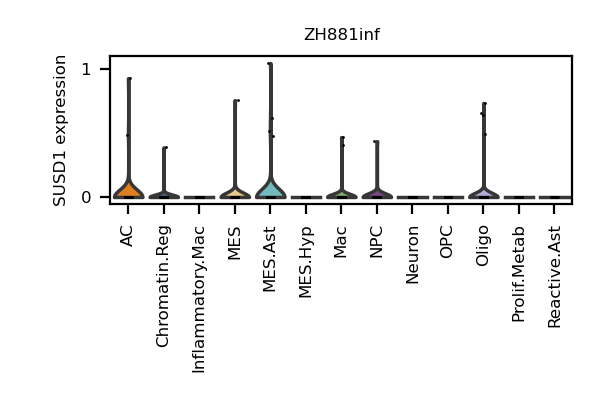 ZH881inf
SUSD1 expression
1
0
AC
Chromatin.Reg
Inflammatory.Mac
MES
MES.Ast
MES.Hyp
Mac
NPC
Neuron
OPC
Oligo
Prolif.Metab
Reactive.Ast